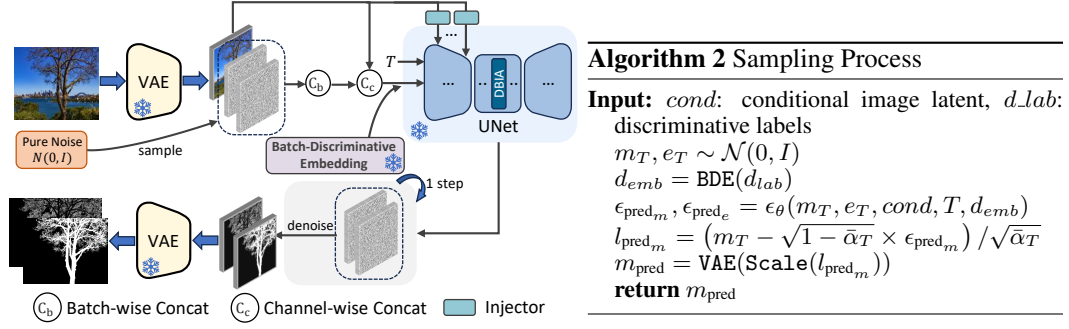 VAE
Pure Noise
N(0, I)
sample
C_b
C_c
T
...
...
..
DBIA
..
...
UNet
Batch-Discriminative
Embedding
1 step
denoise
VAE
C_b Batch-wise Concat
C_c Channel-wise Concat
Injector
Algorithm 2 Sampling Process
Input: cond: conditional image latent, d_lab:
discriminative labels
m_T, e_T ∼ 𝒩(0, I)
d_emb = BDE(d_lab)
ϵ_pred_m, ϵ_pred_e = ϵ_θ(m_T, e_T, cond, T, d_emb)
l_pred_m = (m_T − √(1 − ᾱ_T) × ϵ_pred_m) /√ᾱ_T
m_pred = VAE(Scale(l_pred_m))
return m_pred